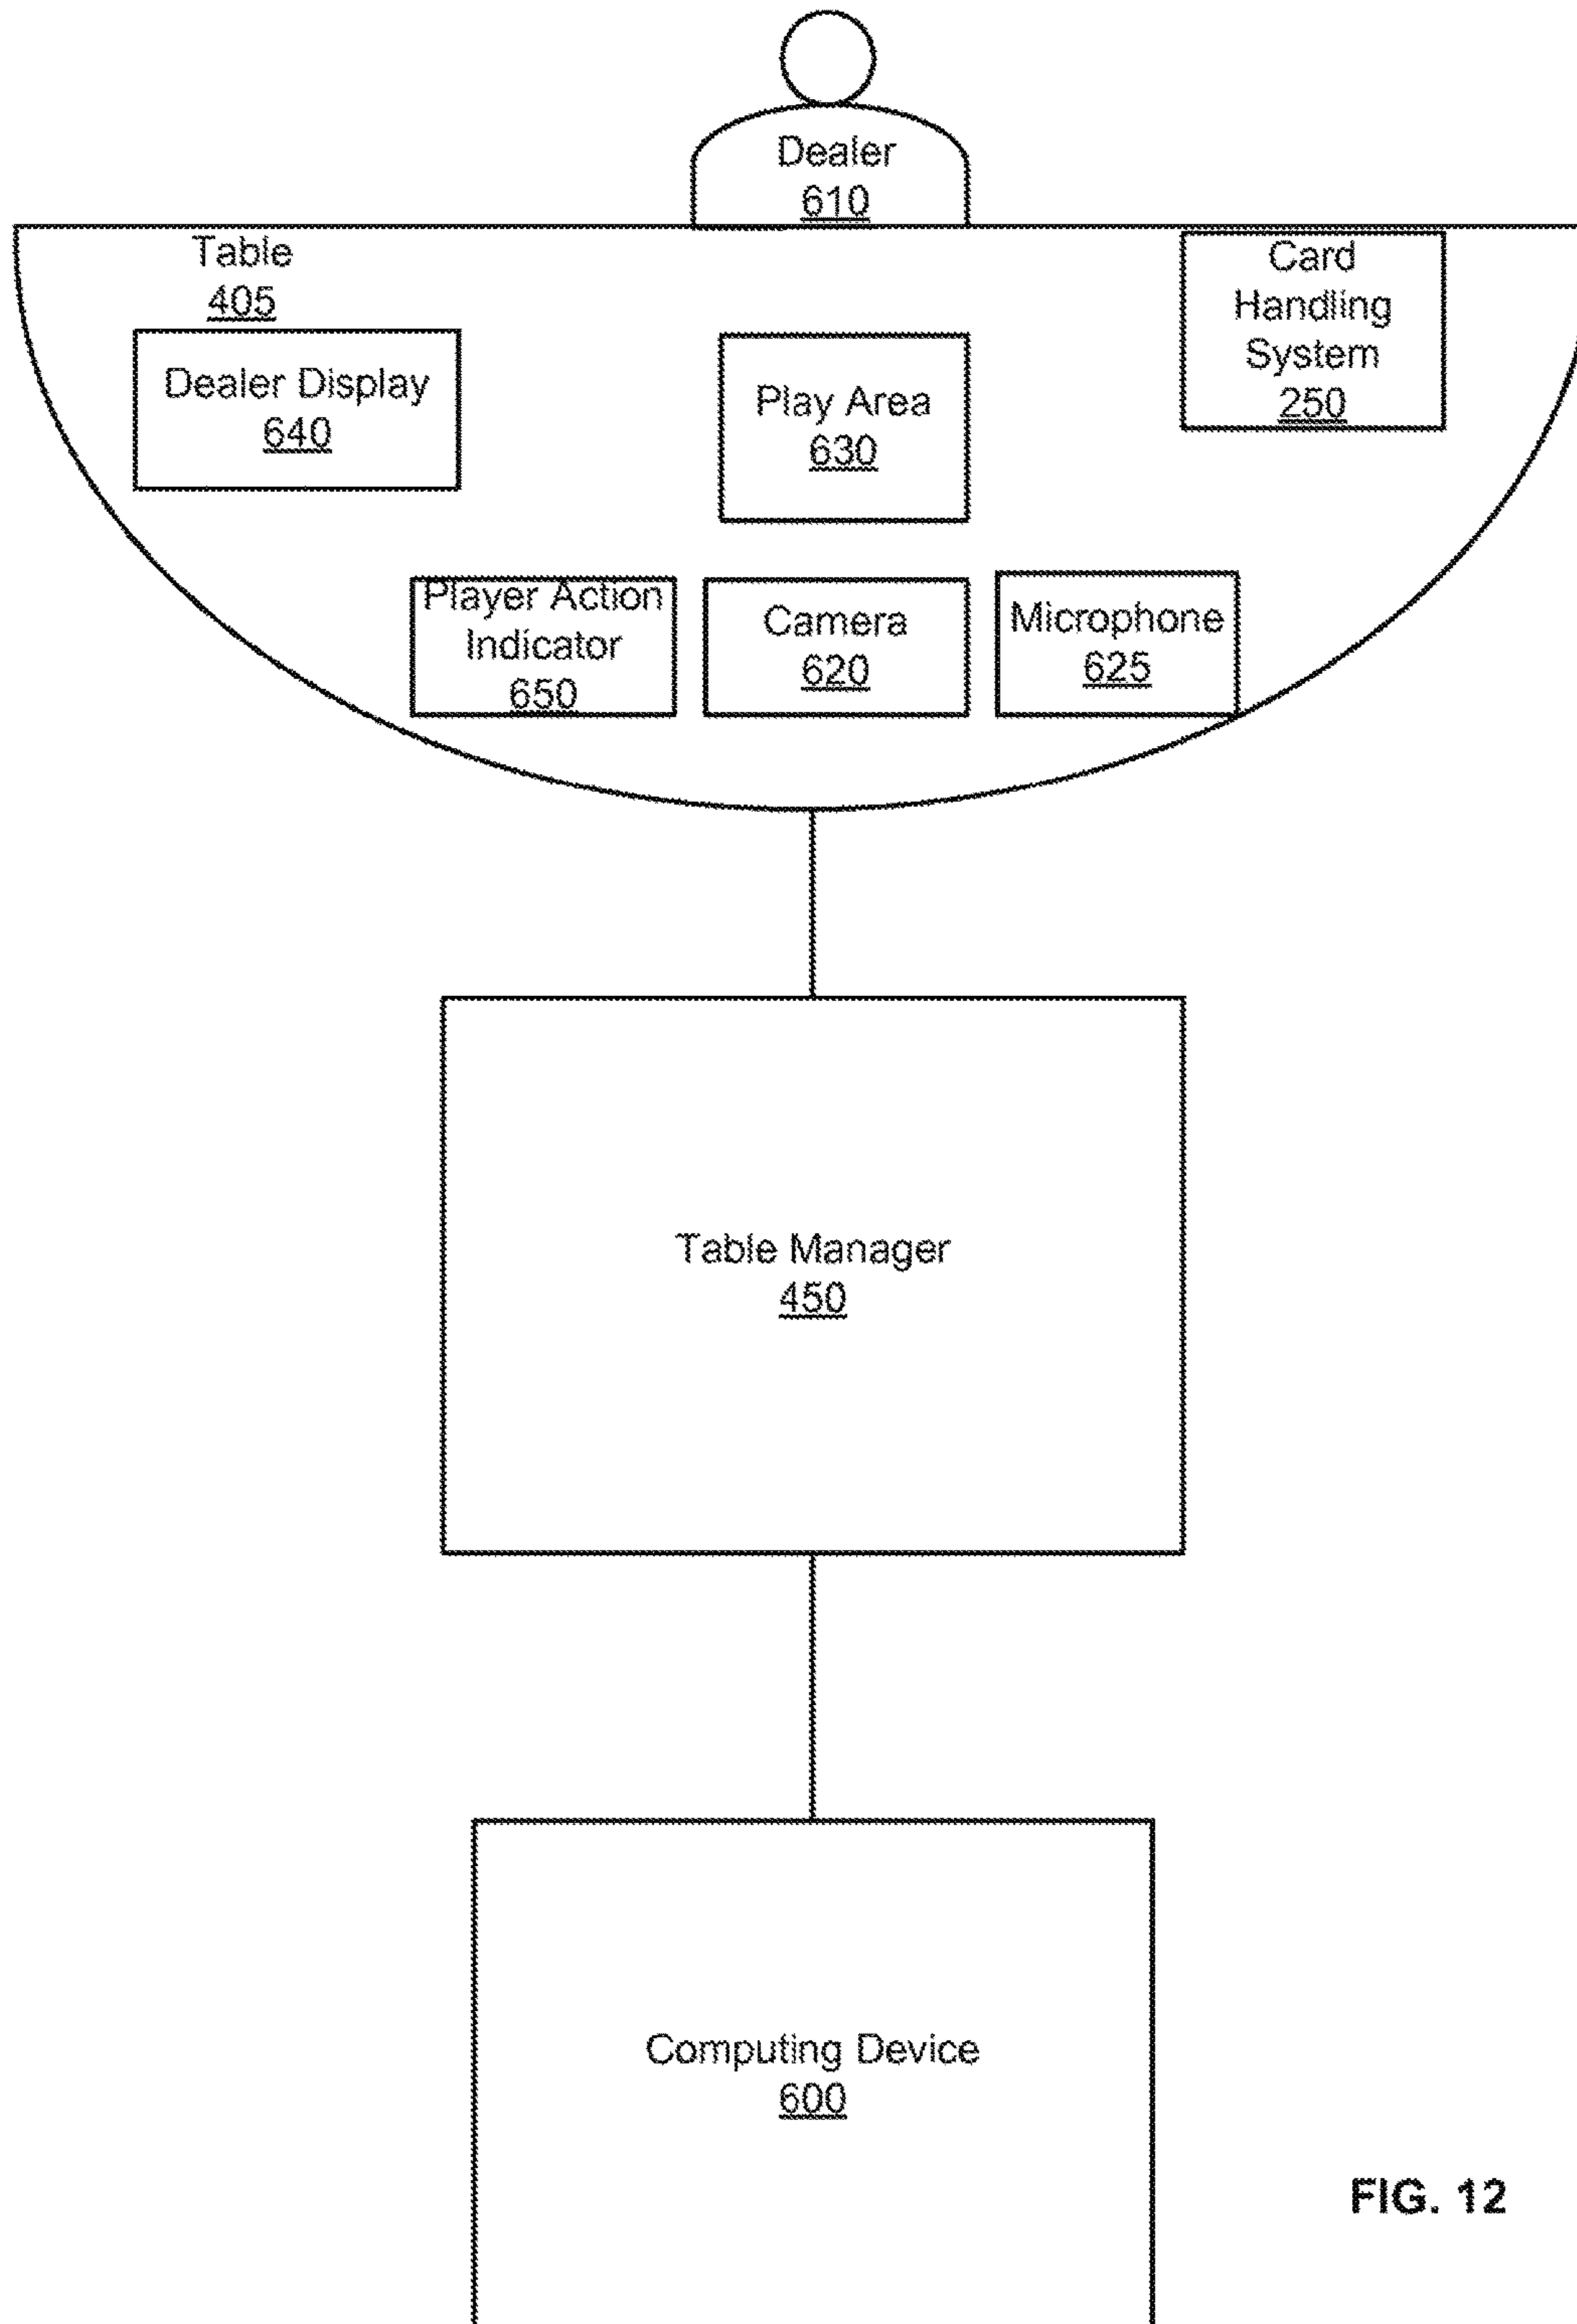 Dealer
610
Table
405
Card
Handling
System
250
Dealer Display
640
Play Area
630
Player Action
Indicator
650
Camera
620
Microphone
625
Table Manager
450
Computing Device
600
FIG. 12